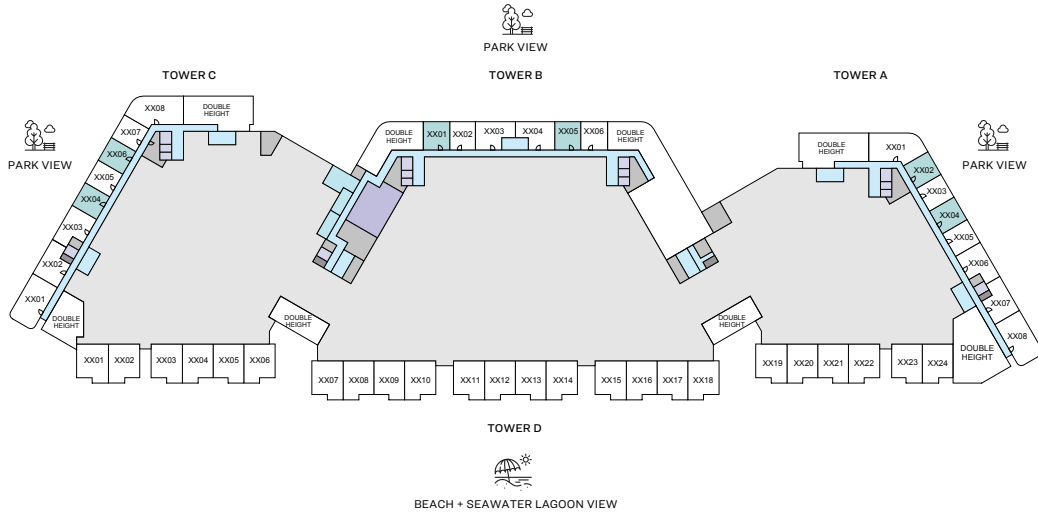 PARK VIEW
TOWER C
TOWER B
TOWER A
PARK VIEW
PARK VIEW
XX08
DOUBLE
HEIGHT
XX07
XX06
XX05
XX04
XX03
XX02
XX01
DOUBLE
HEIGHT
DOUBLE
HEIGHT
XX01
XX02
XX03
XX04
XX05
XX06
DOUBLE
HEIGHT
DOUBLE
HEIGHT
XX01
XX02
XX03
XX04
XX05
XX06
XX07
XX08
DOUBLE
HEIGHT
DOUBLE
HEIGHT
DOUBLE
HEIGHT
XX01
XX02
XX03
XX04
XX05
XX06
XX07
XX08
XX09
XX10
XX11
XX12
XX13
XX14
XX15
XX16
XX17
XX18
XX19
XX20
XX21
XX22
XX23
XX24
TOWER D
BEACH + SEAWATER LAGOON VIEW